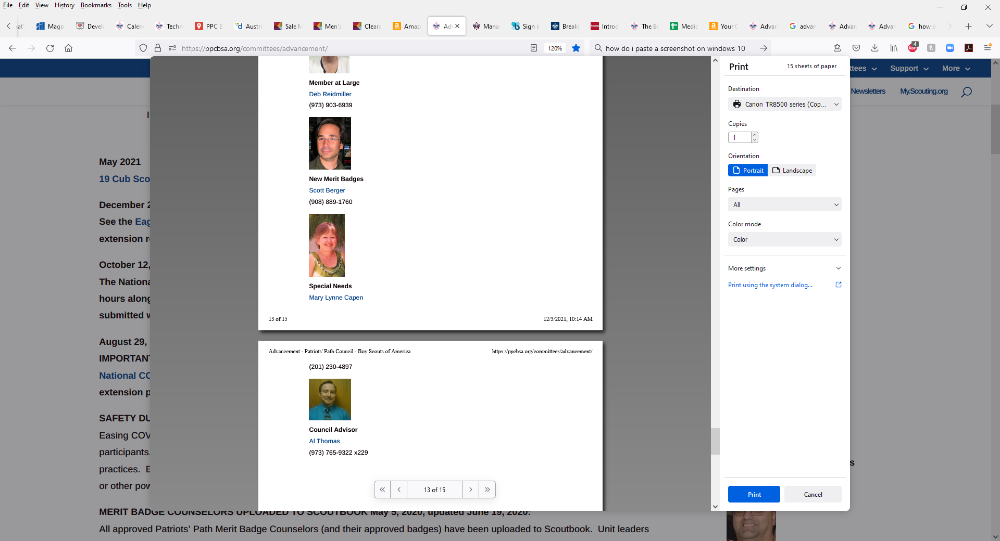 File Edit View History Bookmarks Tools Help
Mago
Devel
Calen
Techn
PPC B
Austri
Sale M
Men's
Cleara
Amaz
Adv
Mana
Sign i
Breaki
Introd
The B
Medic
Your
Advan
advan
Advan
Advan
how d
https://ppcbsa.org/committees/advancement/
120%
how do i paste a screenshot on windows 10
ABP
4
ttees
Support
More
Newsletters
My.Scouting.org
May 2021
19 Cub Sco
December 2
See the Eag
extension r
October 12,
The Nationa
hours along
submitted w
August 29,
IMPORTANT
National CO
extension p
SAFETY DU
Easing COV
participants.
practices. E
or other pow
MERIT BADGE COUNSELORS UPLOADED TO SCOUTBOOK May 5, 2020, updated June 19, 2020:
All approved Patriots' Path Merit Badge Counselors (and their approved badges) have been uploaded to Scoutbook. Unit leaders
s
Member at Large
Deb Reidmiller
(973) 903-6939
New Merit Badges
Scott Berger
(908) 889-1760
Special Needs
Mary Lynne Capen
13 of 15
12/3/2021, 10:14 AM
Advancement - Patriots' Path Council - Boy Scouts of America
https://ppcbsa.org/committees/advancement/
(201) 230-4897
Council Advisor
Al Thomas
(973) 765-9322 x229
13 of 15
Print
15 sheets of paper
Destination
Canon TR8500 series (Cop...
Copies
1
Orientation
Portrait
Landscape
Pages
All
Color mode
Color
More settings
Print using the system dialog...
Print
Cancel